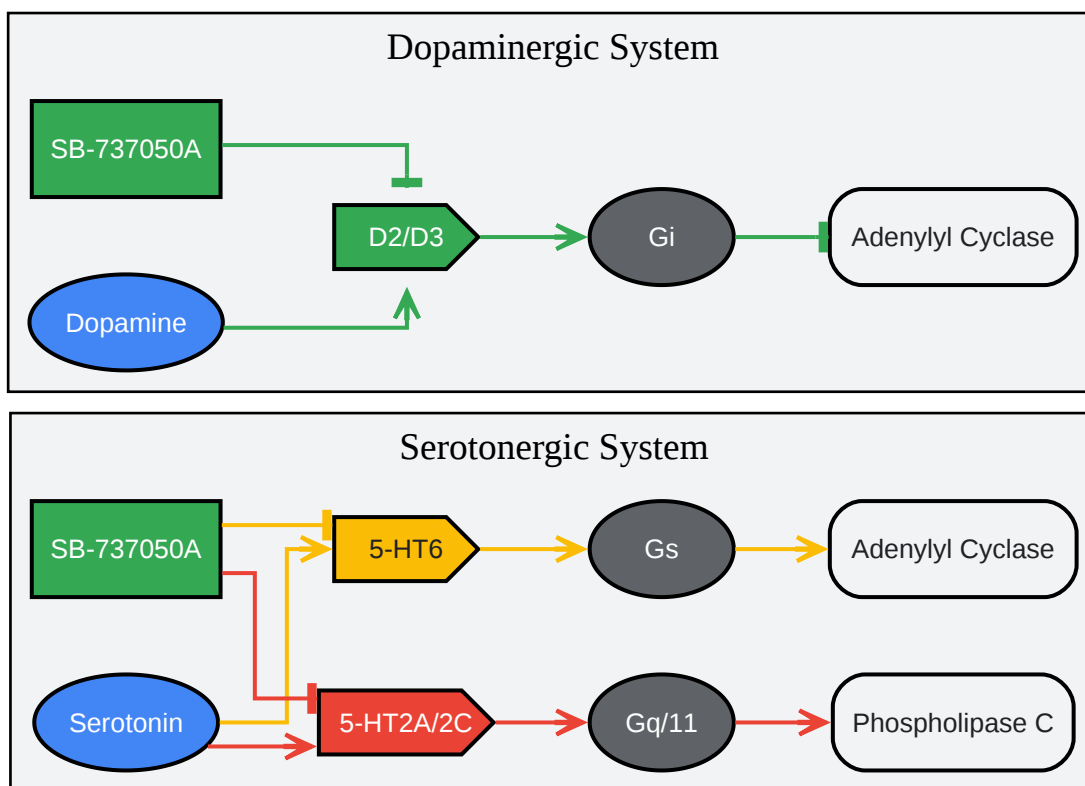 Dopaminergic System
SB-737050A
D2/D3
Gi
Adenylyl Cyclase
Dopamine
Serotonergic System
SB-737050A
5-HT6
Gs
Adenylyl Cyclase
Serotonin
5-HT2A/2C
Gq/11
Phospholipase C